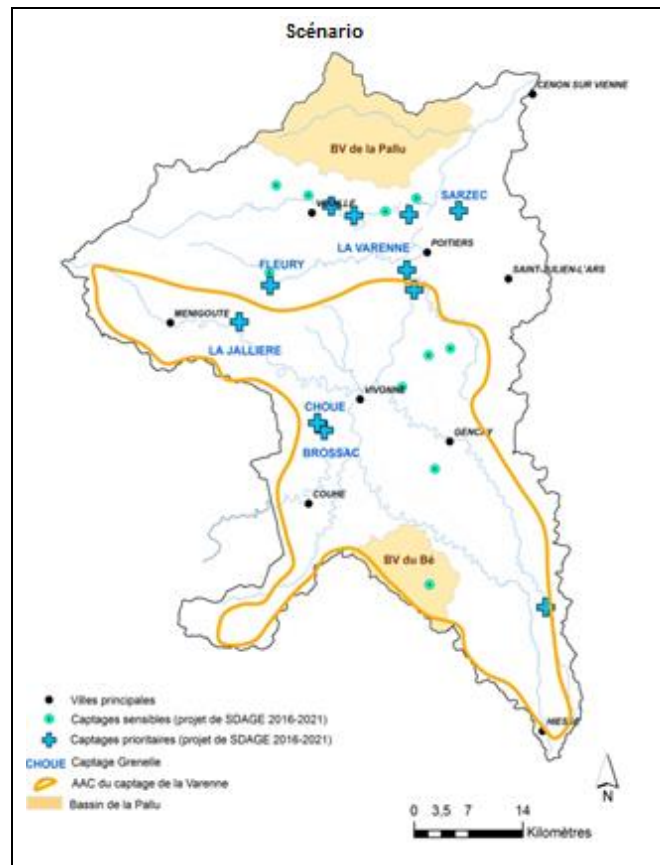 Scénario
CENON SUR VIENNE
BV de la Pallu
SARZEC
LA VARENNE
POITIERS
FLEURY
SAINT-JULIEN-L'ARS
MENIGOUTE
LA JALLIERE
VIVONNE
CHOUE
GENCAY
BROSSAC
COUHE
BV du Bé
Villes principales
Captages sensibles (projet de SDAGE 2016-2021)
Captages prioritaires (projet de SDAGE 2016-2021)
CHOUE Captage Grenelle
AAC du captage de la Varenne
Bassin de la Pallu
N
0 3,5 7 14
Kilomètres